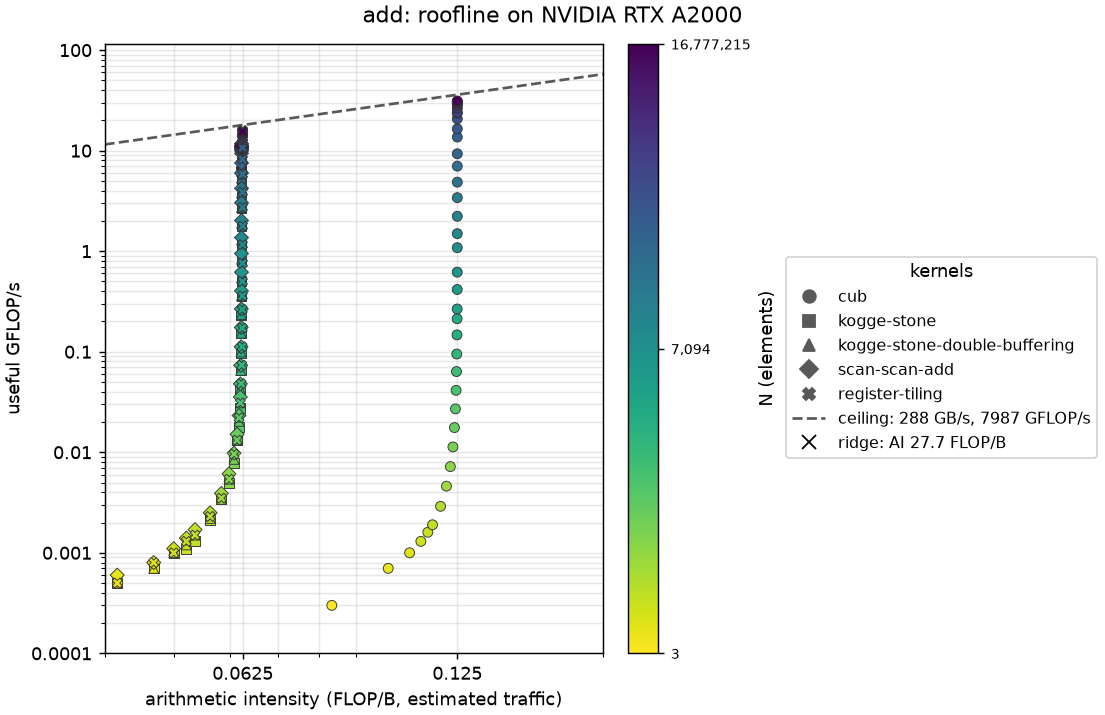 add: roofline on NVIDIA RTX A2000
useful GFLOP/s
100
10
1
0.1
0.01
0.001
0.0001
0.0625
0.125
arithmetic intensity (FLOP/B, estimated traffic)
16,777,215
7,094
3
N (elements)
kernels
cub
kogge-stone
kogge-stone-double-buffering
scan-scan-add
register-tiling
ceiling: 288 GB/s, 7987 GFLOP/s
ridge: AI 27.7 FLOP/B